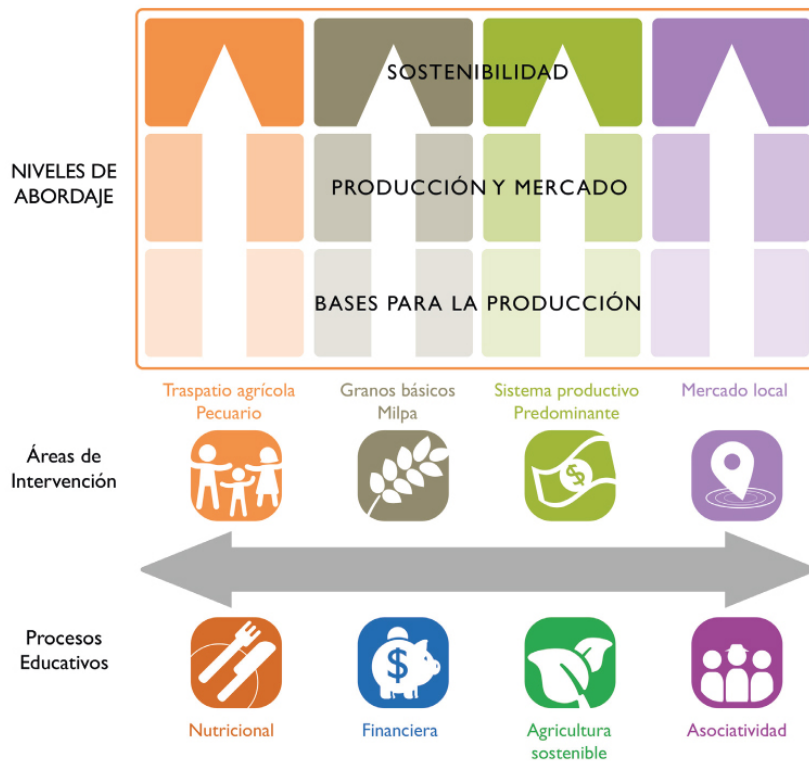 SOSTENIBILIDAD
NIVELES DE
ABORDAJE
PRODUCCIÓN Y MERCADO
BASES PARA LA PRODUCCIÓN
Traspatio agrícola
Pecuario
Granos básicos
Milpa
Sistema productivo
Predominante
Mercado local
Áreas de
Intervención
$
Procesos
Educativos
$
Nutricional
Financiera
Agricultura
sostenible
Asociatividad